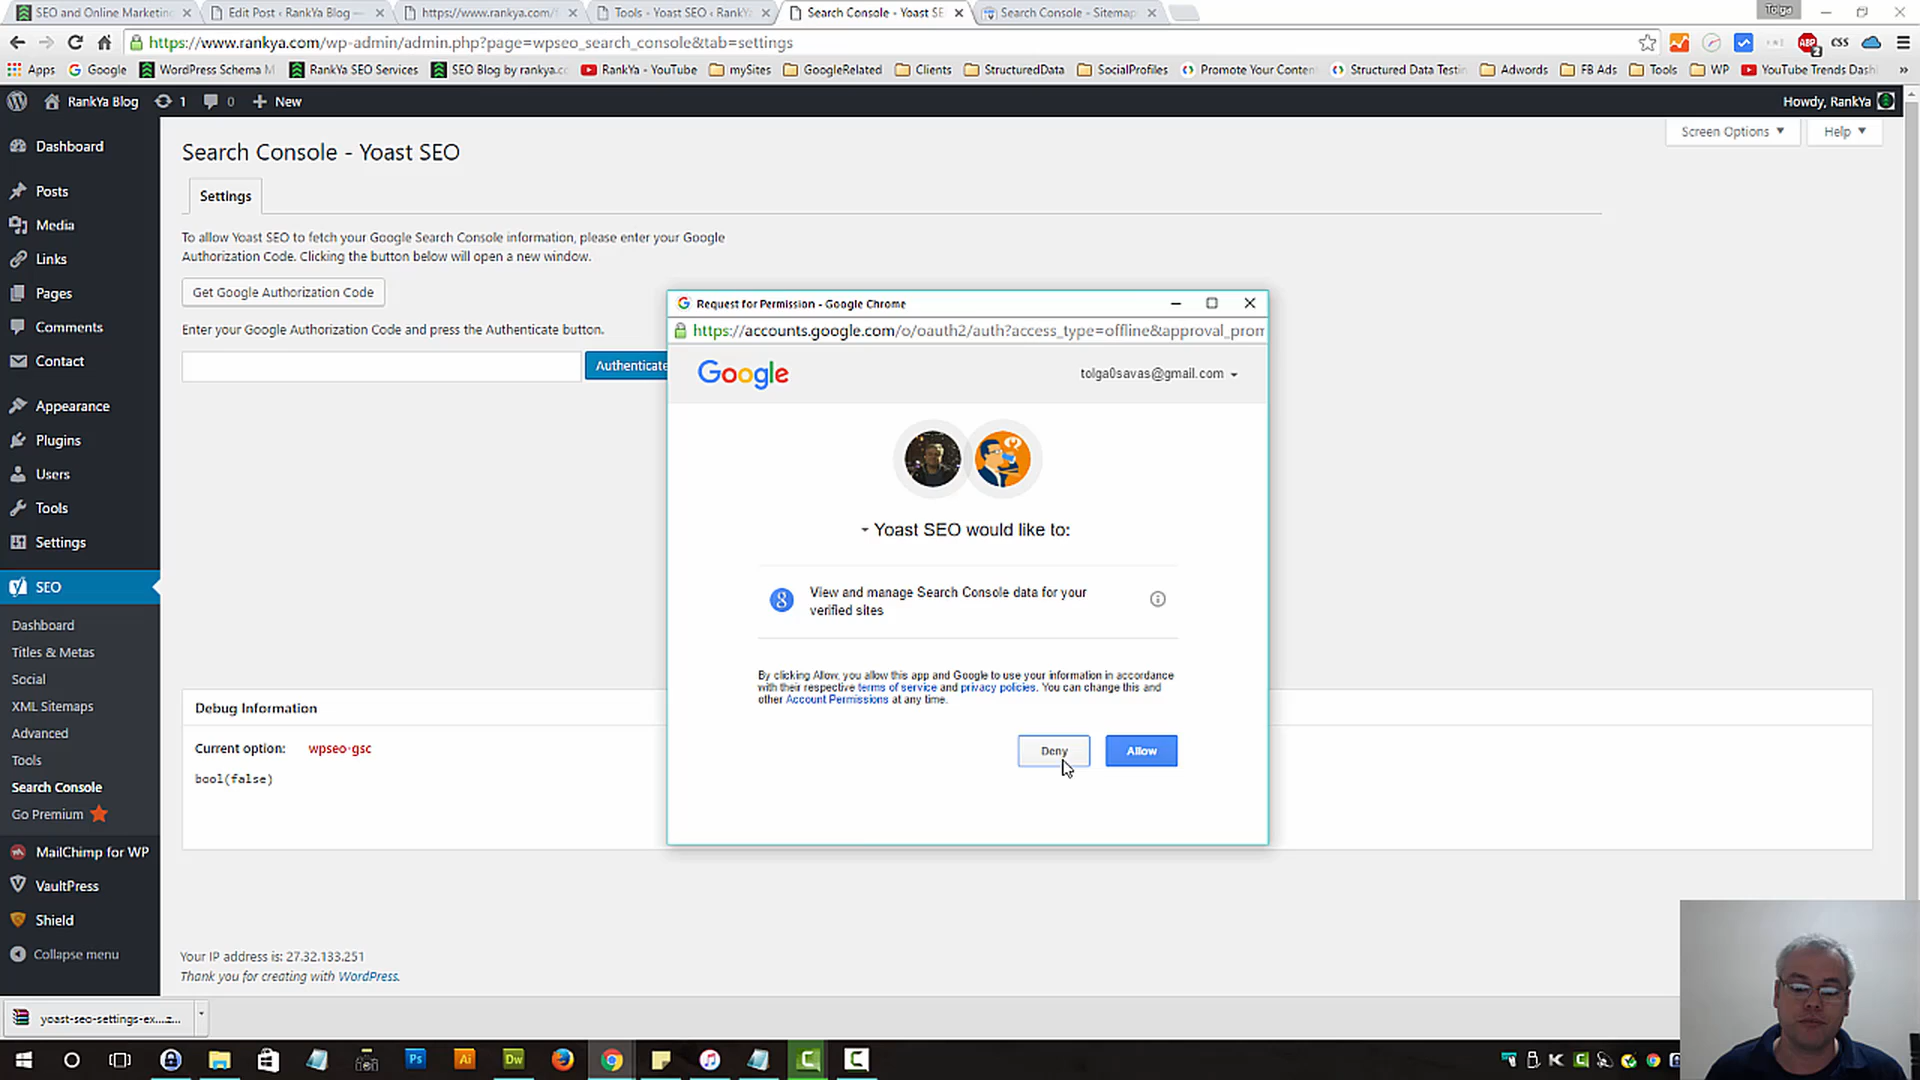 SEO and Online Marketing
Edit Post ‹ RankYa Blog —
https://www.rankya.com/
Tools - Yoast SEO ‹ RankY
Search Console - Yoast SE
Search Console - Sitemap
Tolga
https://www.rankya.com/wp-admin/admin.php?page=wpseo_search_console&tab=settings
ABP
2
CSS
Apps
Google
WordPress Schema M
RankYa SEO Services
SEO Blog by rankya.c
RankYa - YouTube
mySites
GoogleRelated
Clients
StructuredData
SocialProfiles
Promote Your Conten
Structured Data Testi
Adwords
FB Ads
Tools
WP
YouTube Trends Dash
»
RankYa Blog
1
0
New
Howdy, RankYa
Screen Options
Help
Dashboard
Posts
Media
Links
Pages
Comments
Contact
Appearance
Plugins
Users
Tools
Settings
SEO
Dashboard
Titles & Metas
Social
XML Sitemaps
Advanced
Tools
Search Console
Go Premium
MailChimp for WP
VaultPress
Shield
Collapse menu
Search Console - Yoast SEO
Settings
To allow Yoast SEO to fetch your Google Search Console information, please enter your Google
Authorization Code. Clicking the button below will open a new window.
Get Google Authorization Code
Enter your Google Authorization Code and press the Authenticate button.
Authenticate
Request for Permission - Google Chrome
https://accounts.google.com/o/oauth2/auth?access_type=offline&approval_prom
Google
tolga0savas@gmail.com
Yoast SEO would like to:
View and manage Search Console data for your
verified sites
By clicking Allow, you allow this app and Google to use your information in accordance
with their respective terms of service and privacy policies. You can change this and
other Account Permissions at any time.
Deny
Allow
Debug Information
Current option: wpseo-gsc
bool(false)
Your IP address is: 27.32.133.251
Thank you for creating with WordPress.
yoast-seo-settings-ex....z...
Ps
Ai
Dw